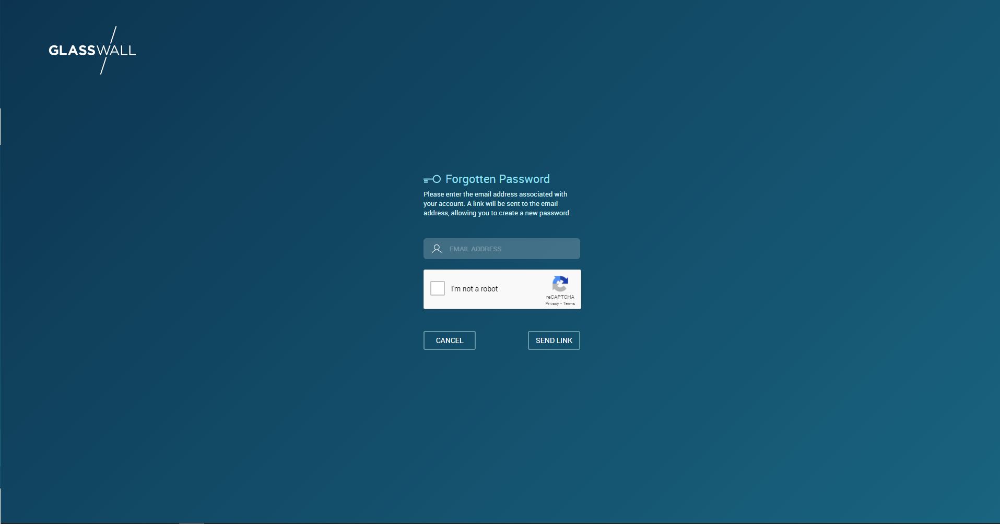 GLASSWALL
Forgotten Password
Please enter the email address associated with
your account. A link will be sent to the email
address, allowing you to create a new password.
EMAIL ADDRESS
I'm not a robot
reCAPTCHA
Privacy - Terms
CANCEL
SEND LINK